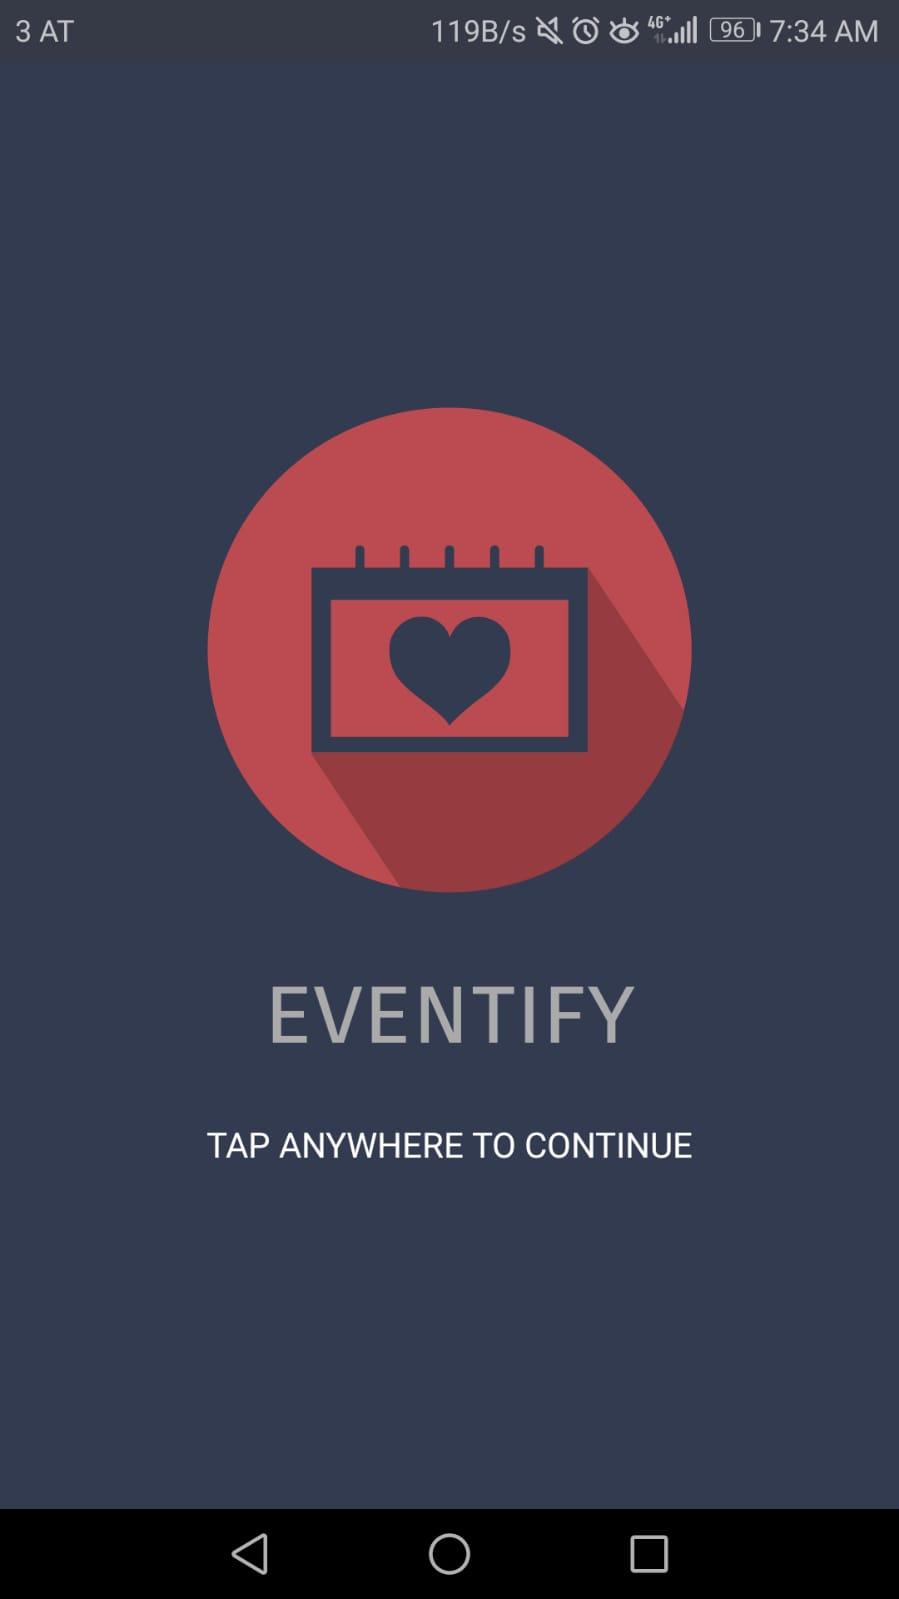 3 AT 119B/s 4G+ 96 7:34 AM
EVENTIFY
TAP ANYWHERE TO CONTINUE